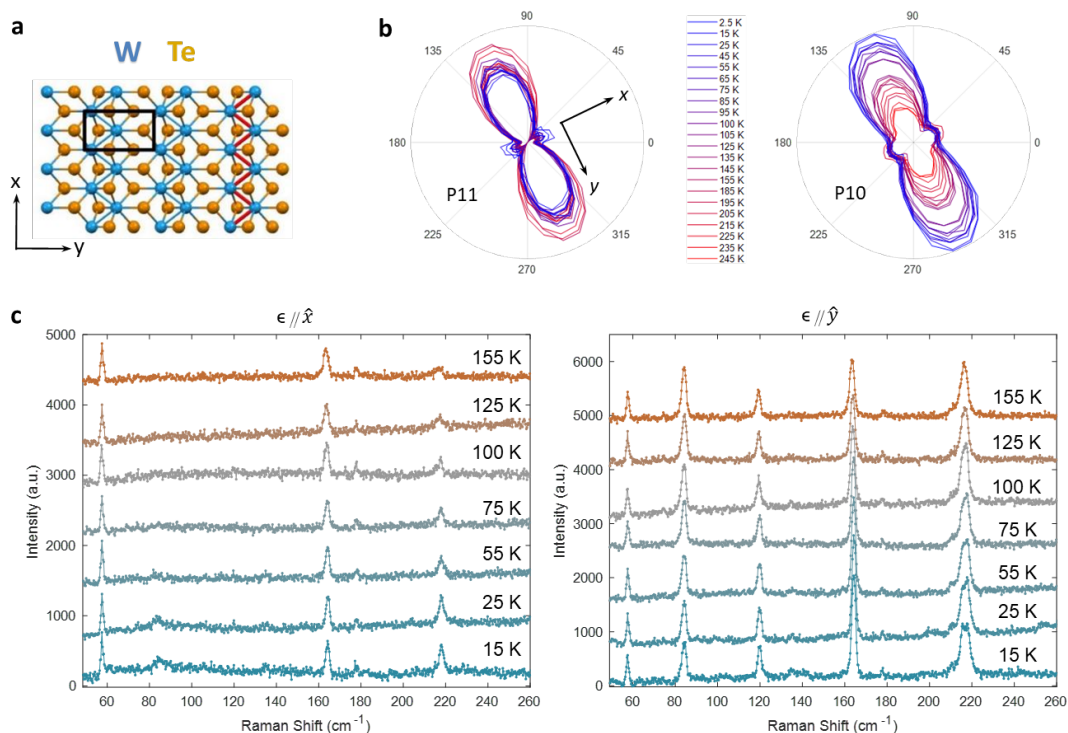 a
W Te
x
y
b
90
135
45
180
0
225
315
270
P11
x
y
2.5 K
15 K
25 K
45 K
55 K
65 K
75 K
85 K
95 K
100 K
105 K
125 K
135 K
145 K
155 K
185 K
195 K
205 K
215 K
225 K
235 K
245 K
90
135
45
180
0
225
315
270
P10
c
ϵ // x̂
5000
4000
3000
2000
1000
0
Intensity (a.u.)
155 K
125 K
100 K
75 K
55 K
25 K
15 K
60 80 100 120 140 160 180 200 220 240 260
Raman Shift (cm⁻¹)
ϵ // ŷ
6000
5000
4000
3000
2000
1000
0
Intensity (a.u.)
155 K
125 K
100 K
75 K
55 K
25 K
15 K
60 80 100 120 140 160 180 200 220 240 260
Raman Shift (cm⁻¹)